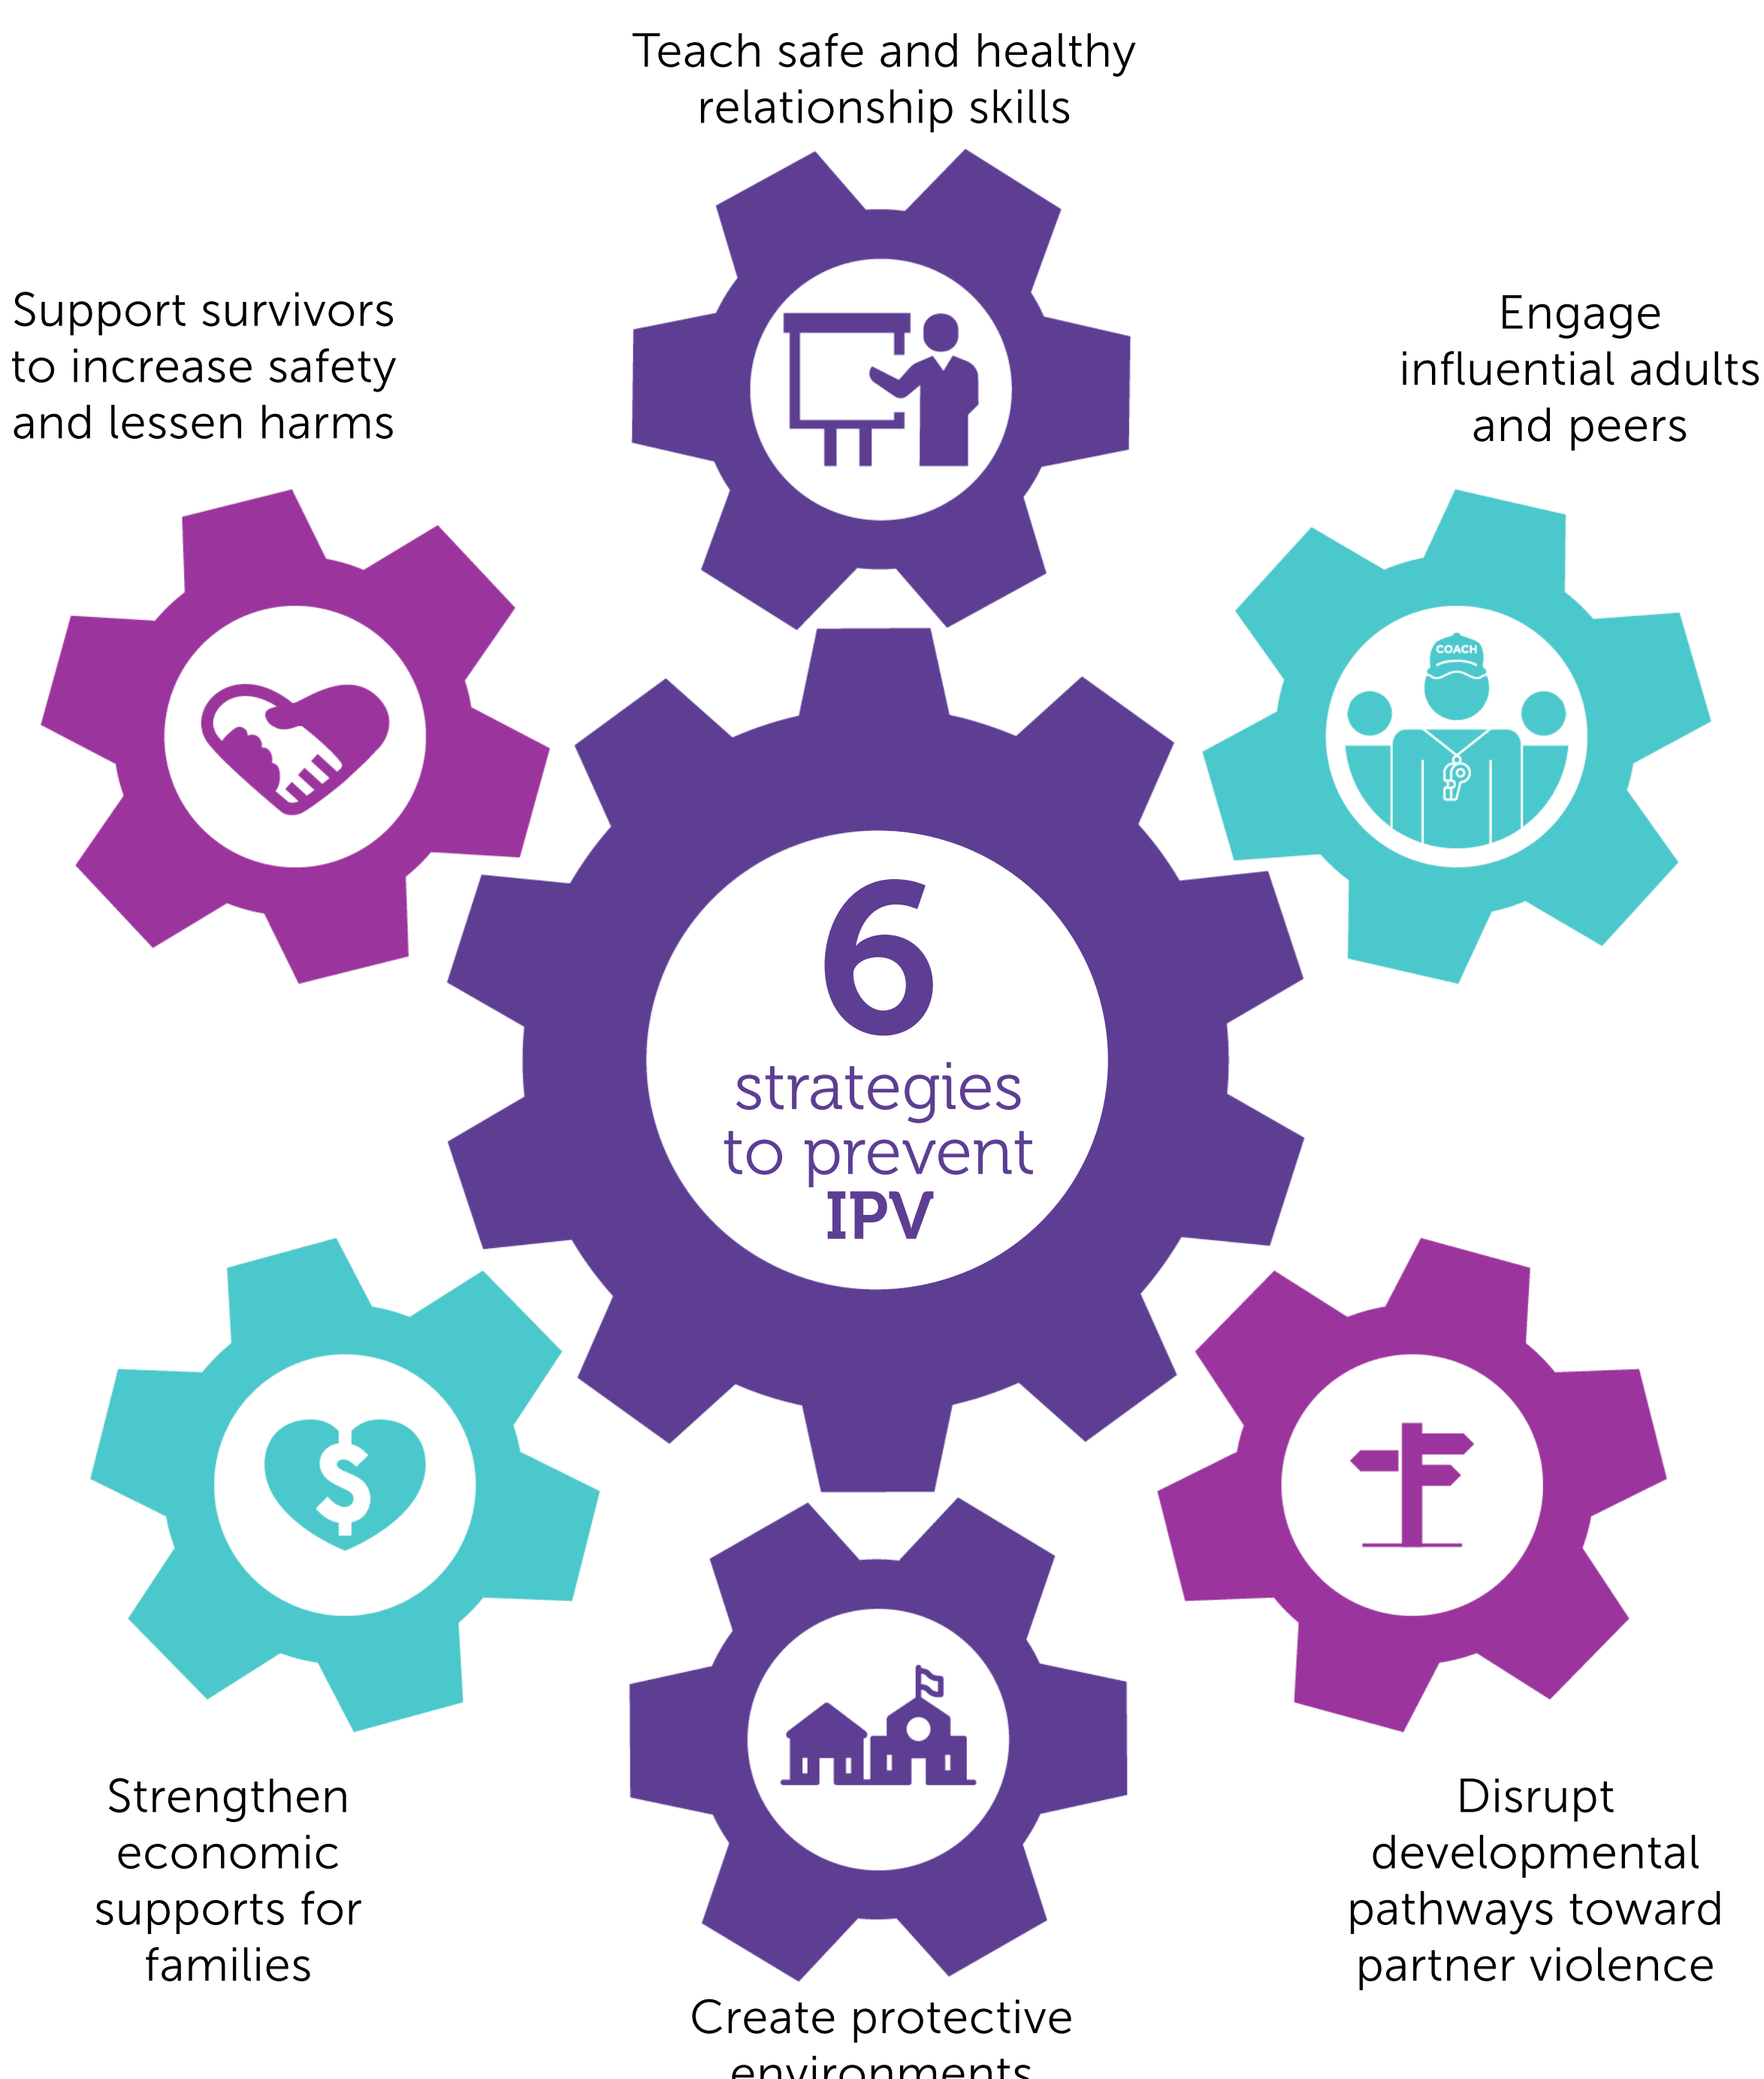 Teach safe and healthy
relationship skills
Support survivors
to increase safety
and lessen harms
Engage
influential adults
and peers
COACH
6
strategies
to prevent
IPV
Strengthen
economic
supports for
families
Disrupt
developmental
pathways toward
partner violence
Create protective
environments